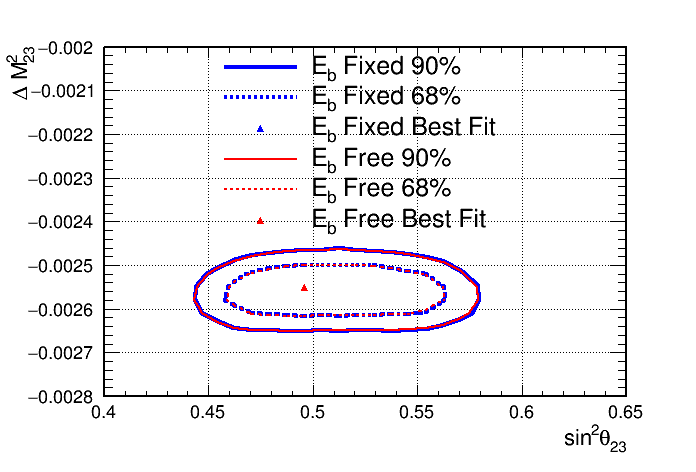 Δ M²₂₃
−0.002
−0.0021
−0.0022
−0.0023
−0.0024
−0.0025
−0.0026
−0.0027
−0.0028
E_b Fixed 90%
E_b Fixed 68%
E_b Fixed Best Fit
E_b Free 90%
E_b Free 68%
E_b Free Best Fit
0.4 0.45 0.5 0.55 0.6 0.65
sin²θ₂₃